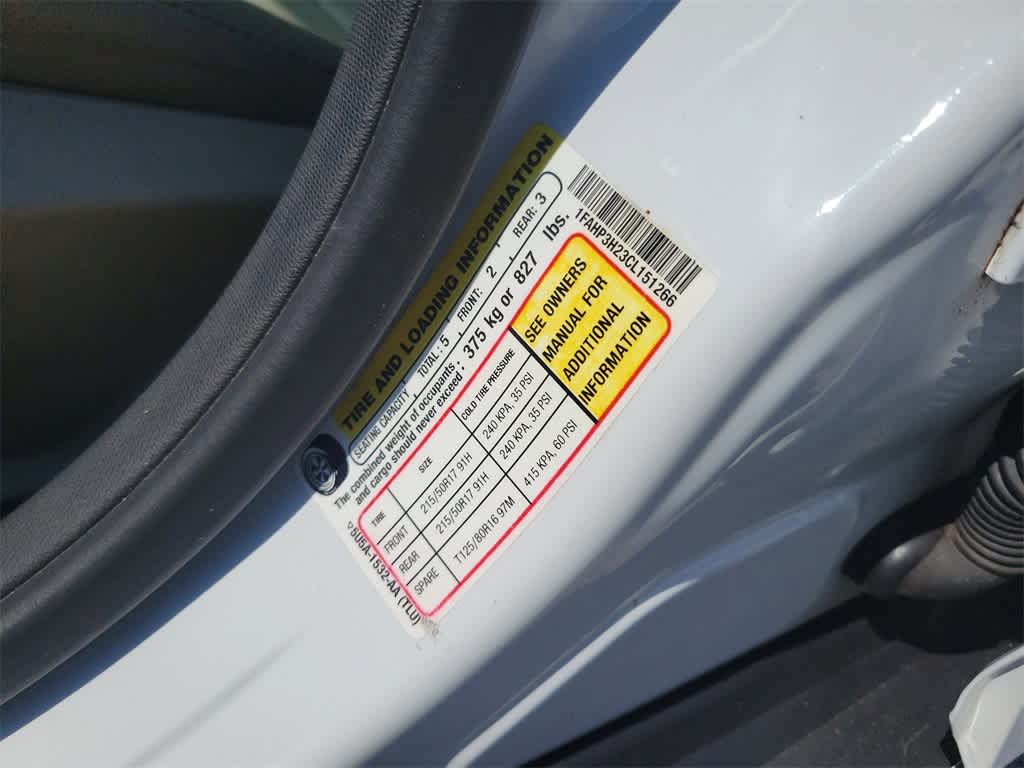 TIRE AND LOADING INFORMATION
SEATING CAPACITY TOTAL: 5 FRONT: 2 REAR: 3
The combined weight of occupants
and cargo should never exceed: 375 kg or 827 lbs.
TIRE SIZE COLD TIRE PRESSURE
FRONT 215/50R17 91H 240 KPA, 35 PSI
REAR 215/50R17 91H 240 KPA, 35 PSI
SPARE T125/80R16 97M 415 KPA, 60 PSI
SEE OWNERS
MANUAL FOR
ADDITIONAL
INFORMATION
1FAHP3H23CL151266
5U5A-1532-AA (TLU)